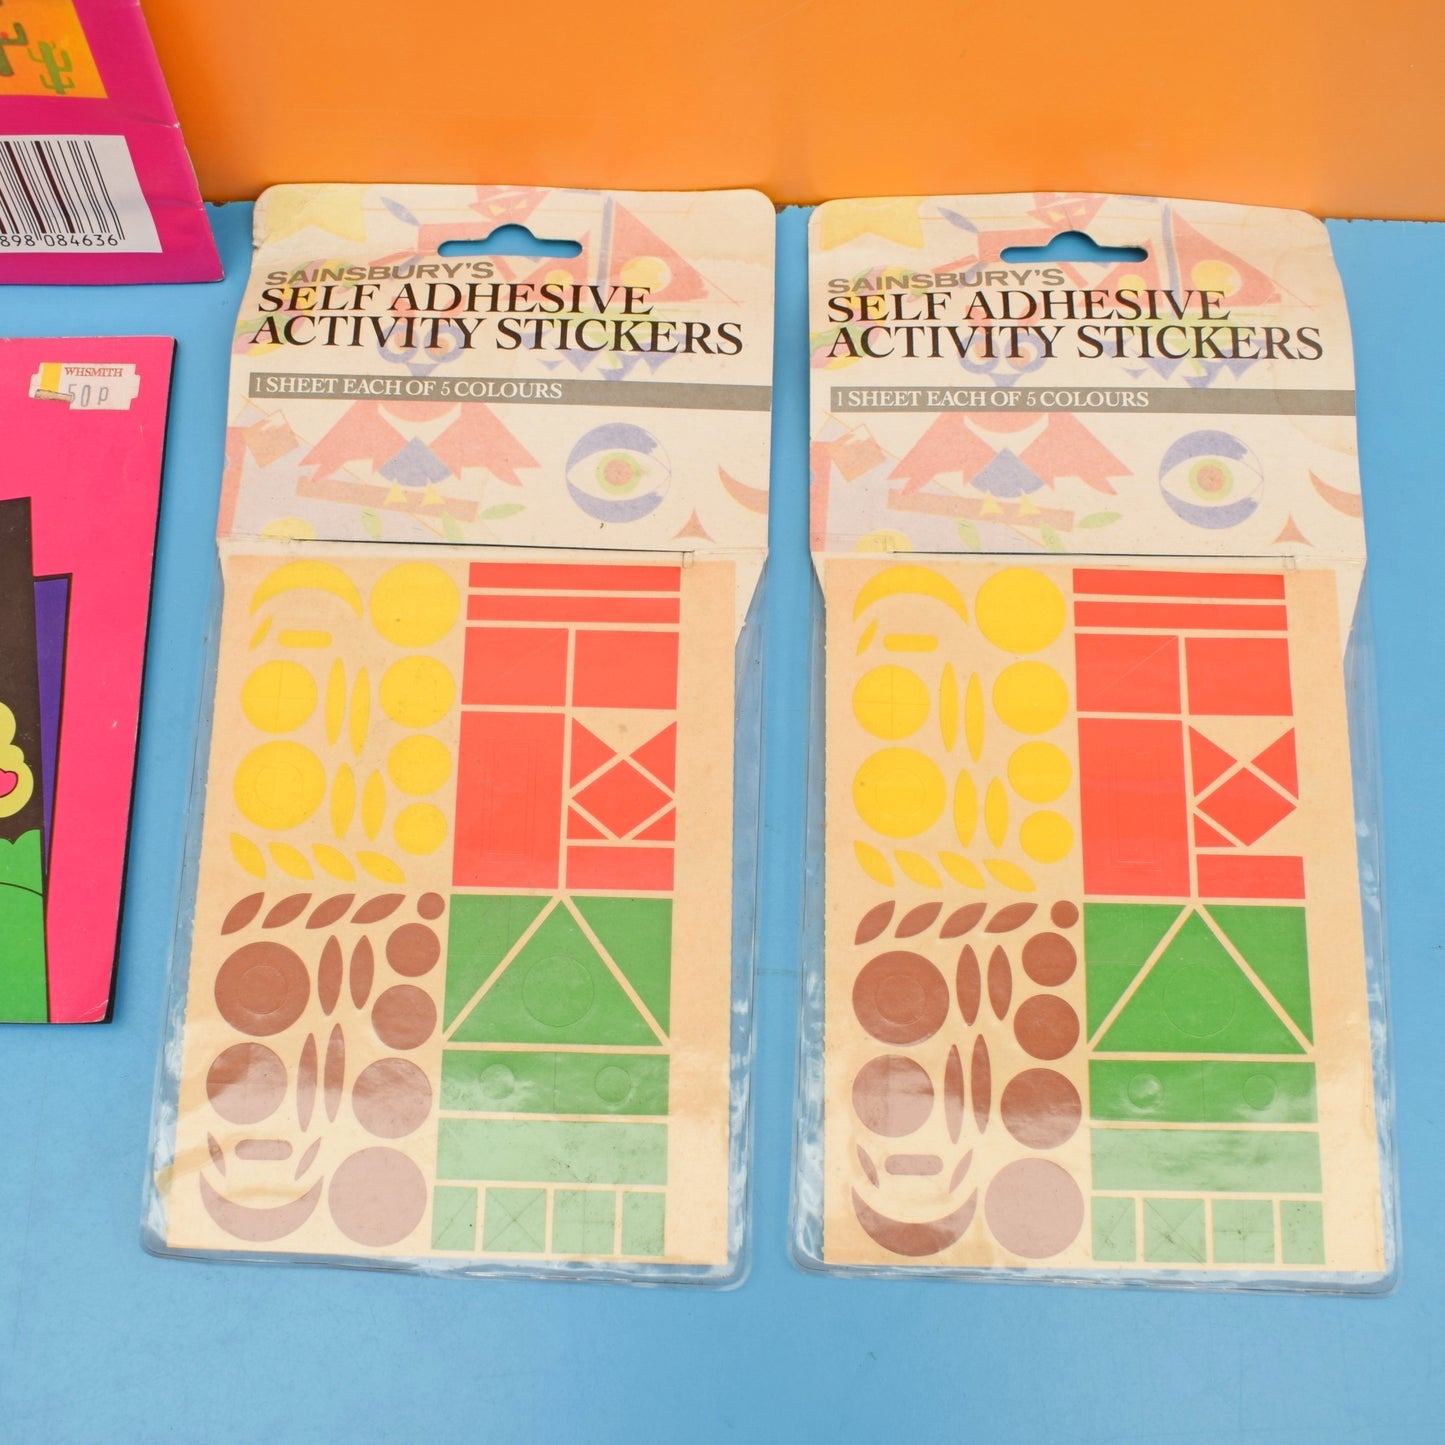 898 084636
WHSMITH
50P
SAINSBURY'S
SELF ADHESIVE
ACTIVITY STICKERS
1 SHEET EACH OF 5 COLOURS
SAINSBURY'S
SELF ADHESIVE
ACTIVITY STICKERS
1 SHEET EACH OF 5 COLOURS